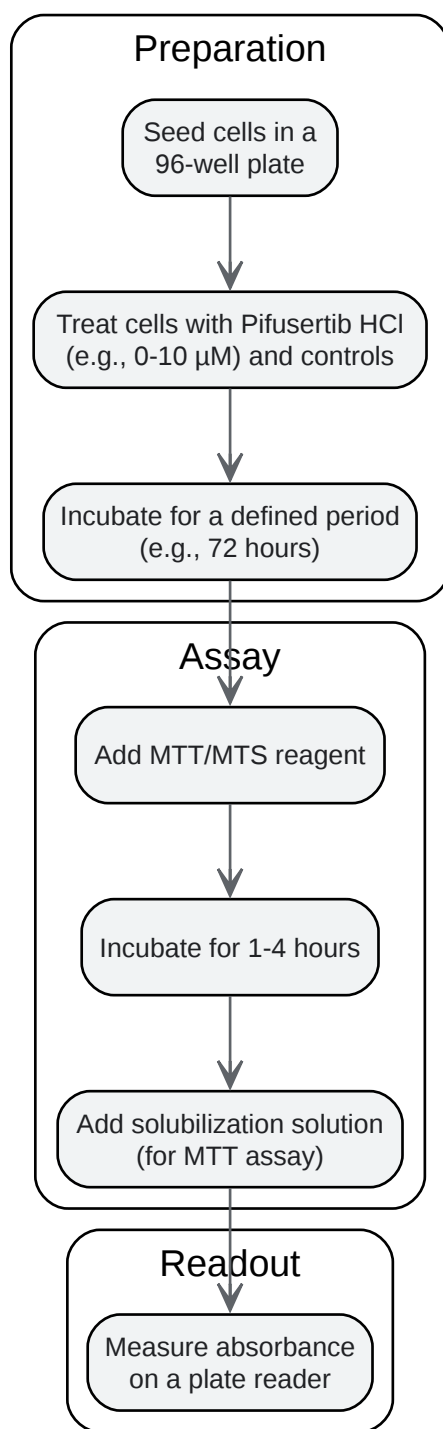 Preparation
Seed cells in a
96-well plate
Treat cells with Pifusertib HCl
(e.g., 0-10 µM) and controls
Incubate for a defined period
(e.g., 72 hours)
Assay
Add MTT/MTS reagent
Incubate for 1-4 hours
Add solubilization solution
(for MTT assay)
Readout
Measure absorbance
on a plate reader